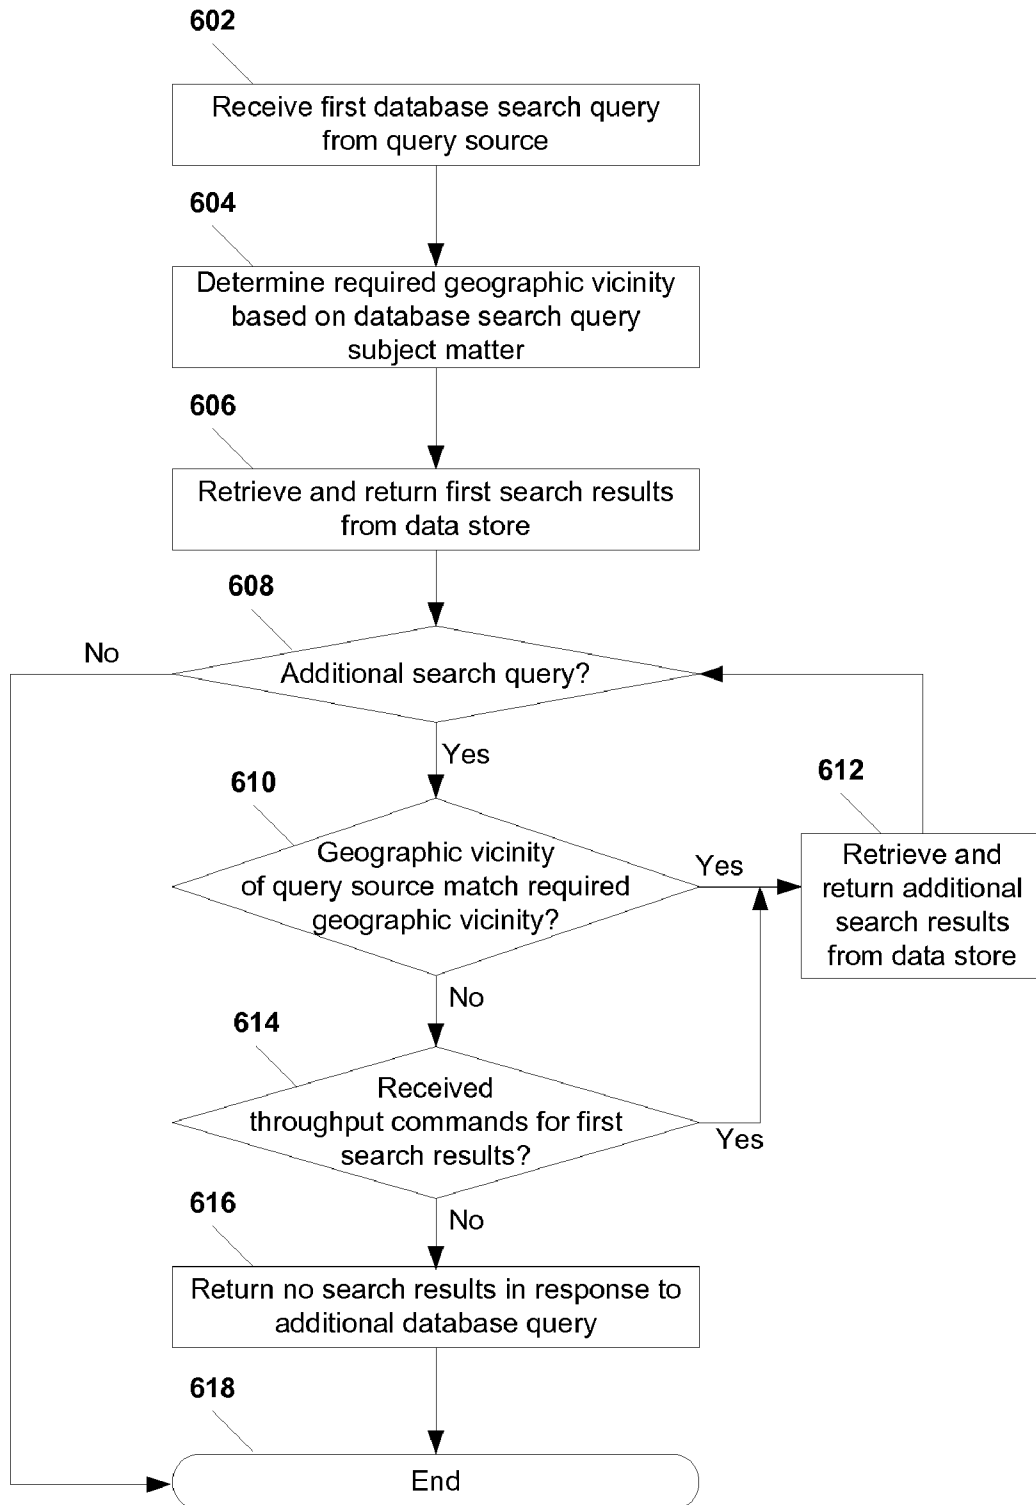 602
Receive first database search query
from query source
604
Determine required geographic vicinity
based on database search query
subject matter
606
Retrieve and return first search results
from data store
608
No
Additional search query?
Yes
610
612
Geographic vicinity
of query source match required
geographic vicinity?
Yes
Retrieve and
return additional
search results
from data store
No
614
Received
throughput commands for first
search results?
Yes
No
616
Return no search results in response to
additional database query
618
End